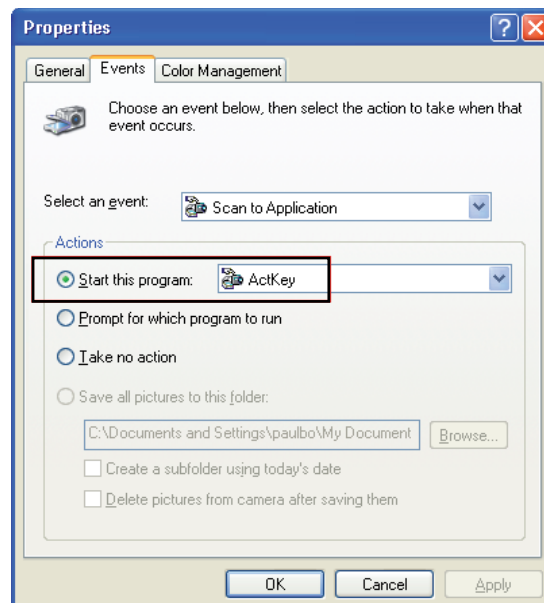 Properties
General Events Color Management
Choose an event below, then select the action to take when that
event occurs.
Select an event: Scan to Application
Actions
Start this program: ActKey
Prompt for which program to run
Take no action
Save all pictures to this folder:
C:\Documents and Settings\paulbo\My Document Browse...
Create a subfolder using today's date
Delete pictures from camera after saving them
OK Cancel Apply